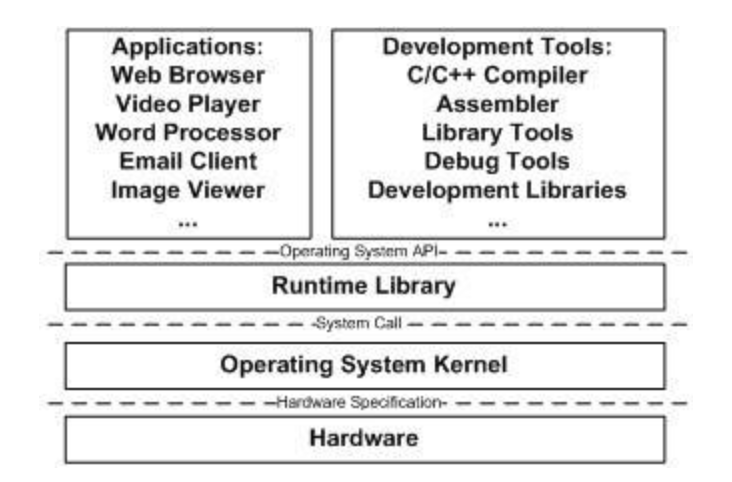 Applications:
Web Browser
Video Player
Word Processor
Email Client
Image Viewer
...
Development Tools:
C/C++ Compiler
Assembler
Library Tools
Debug Tools
Development Libraries
...
Operating System API
Runtime Library
System Call
Operating System Kernel
Hardware Specification
Hardware